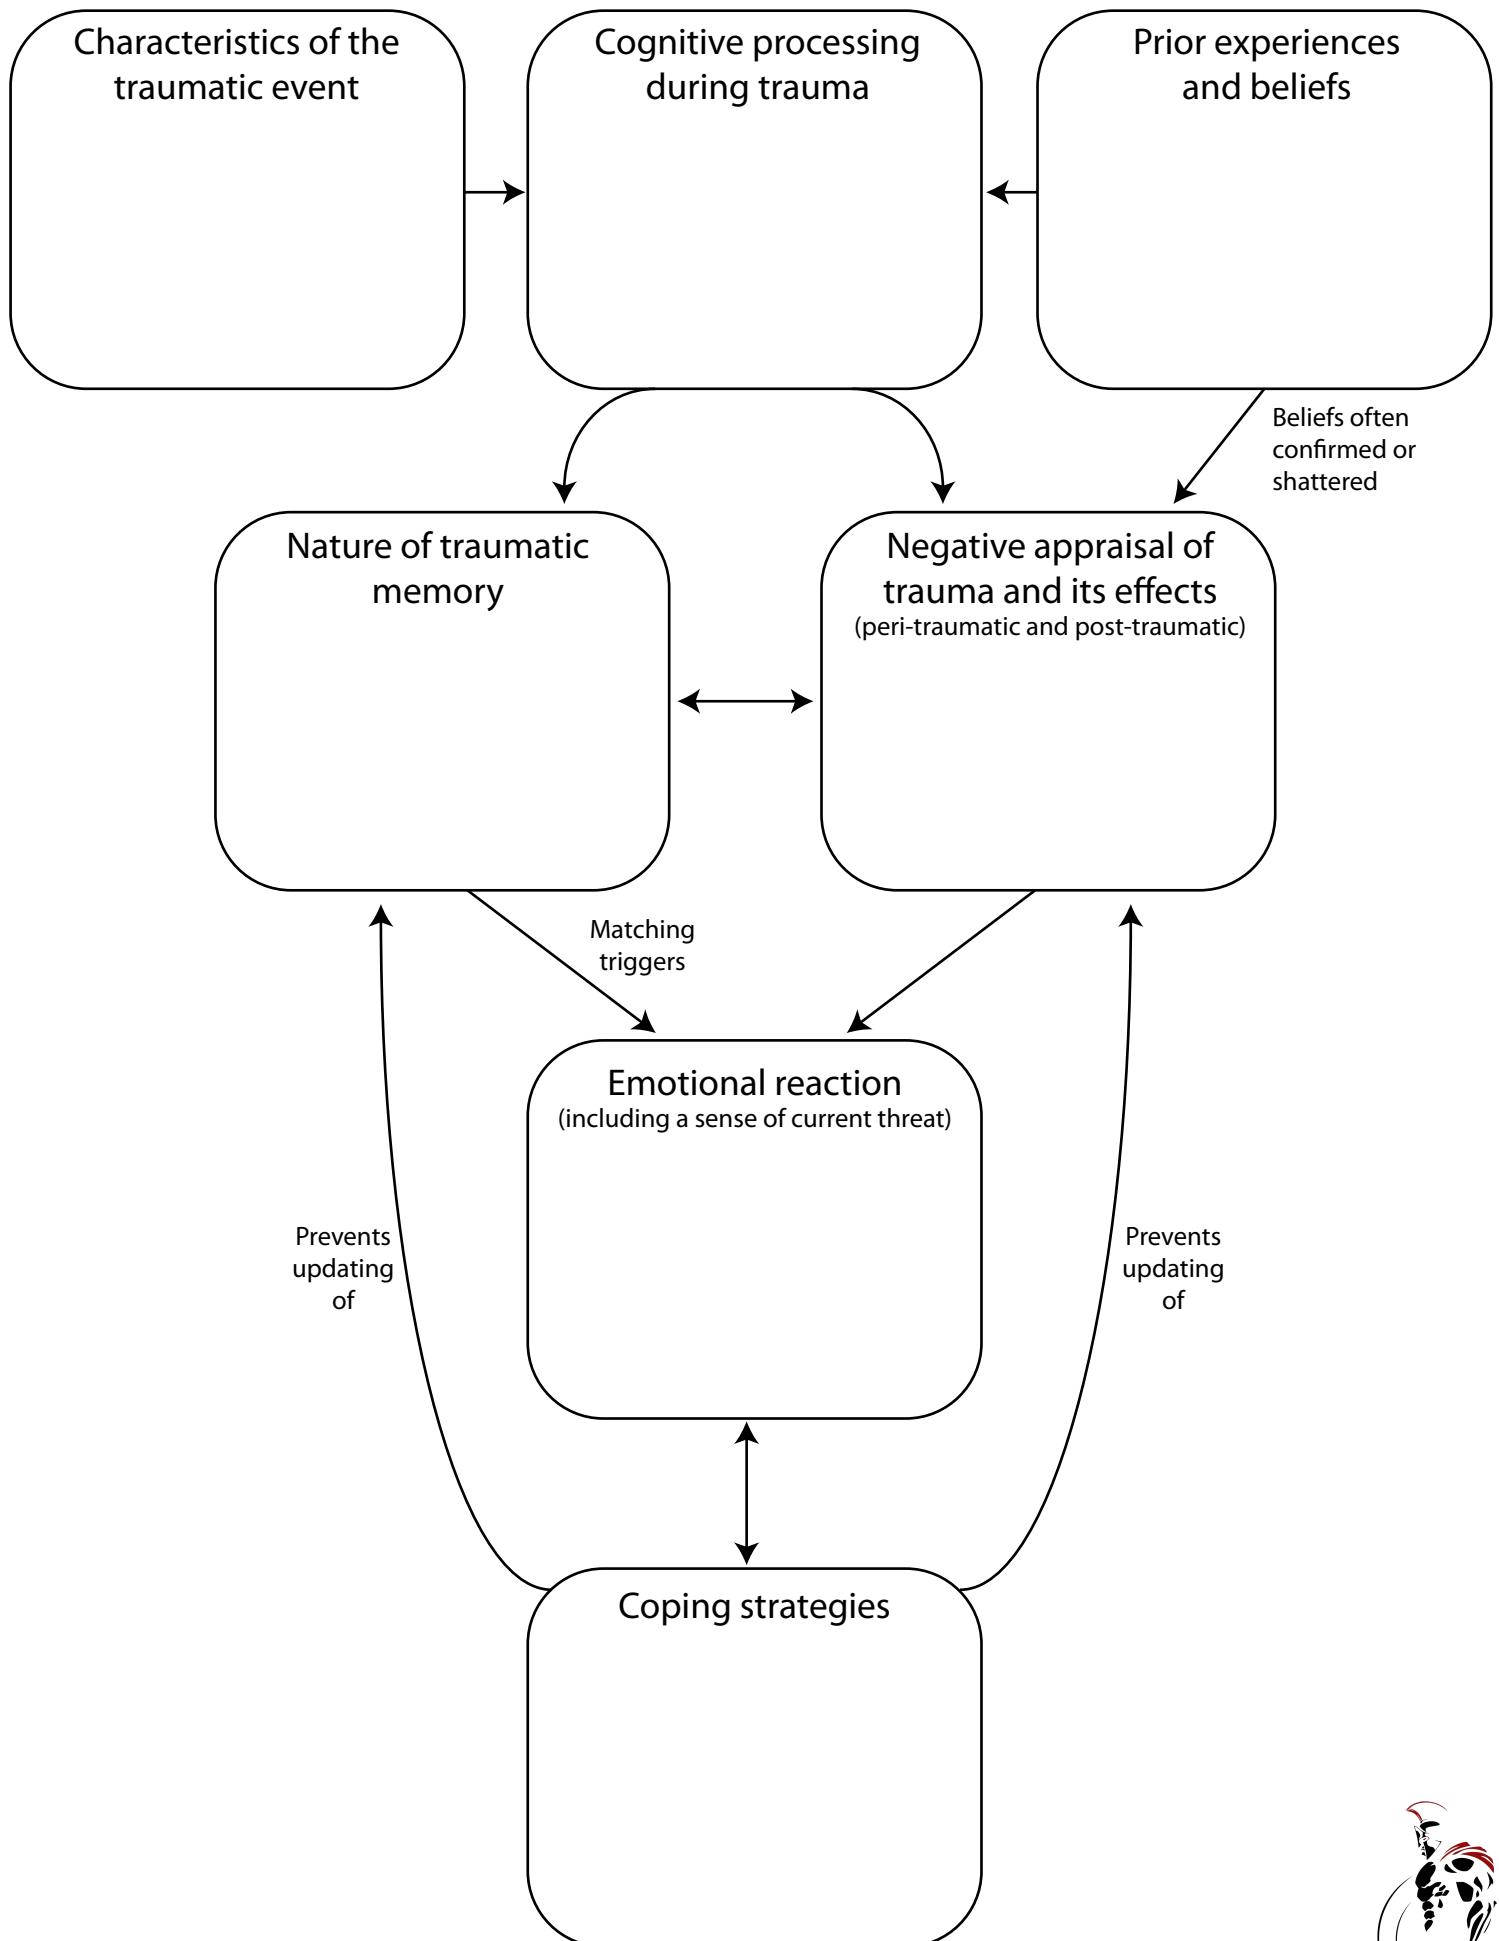 Characteristics of the
traumatic event
Cognitive processing
during trauma
Prior experiences
and beliefs
Beliefs often
confirmed or
shattered
Nature of traumatic
memory
Negative appraisal of
trauma and its effects
(peri-traumatic and post-traumatic)
Matching
triggers
Emotional reaction
(including a sense of current threat)
Prevents
updating
of
Prevents
updating
of
Coping strategies